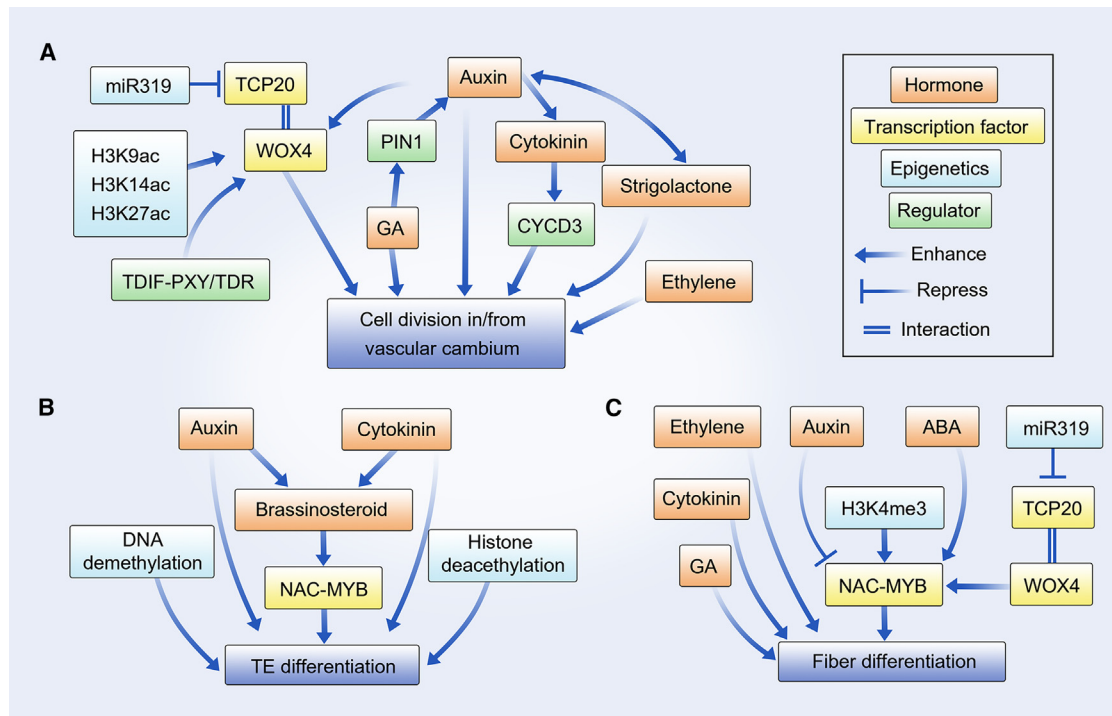 A
miR319
TCP20
Auxin
H3K9ac
H3K14ac
H3K27ac
WOX4
PIN1
Cytokinin
Strigolactone
GA
CYCD3
TDIF-PXY/TDR
Ethylene
Cell division in/from
vascular cambium
Hormone
Transcription factor
Epigenetics
Regulator
Enhance
Repress
Interaction
B
Auxin
Cytokinin
Brassinosteroid
DNA
demethylation
Histone
deacetylation
NAC-MYB
TE differentiation
C
Ethylene
Auxin
ABA
miR319
Cytokinin
H3K4me3
TCP20
GA
NAC-MYB
WOX4
Fiber differentiation